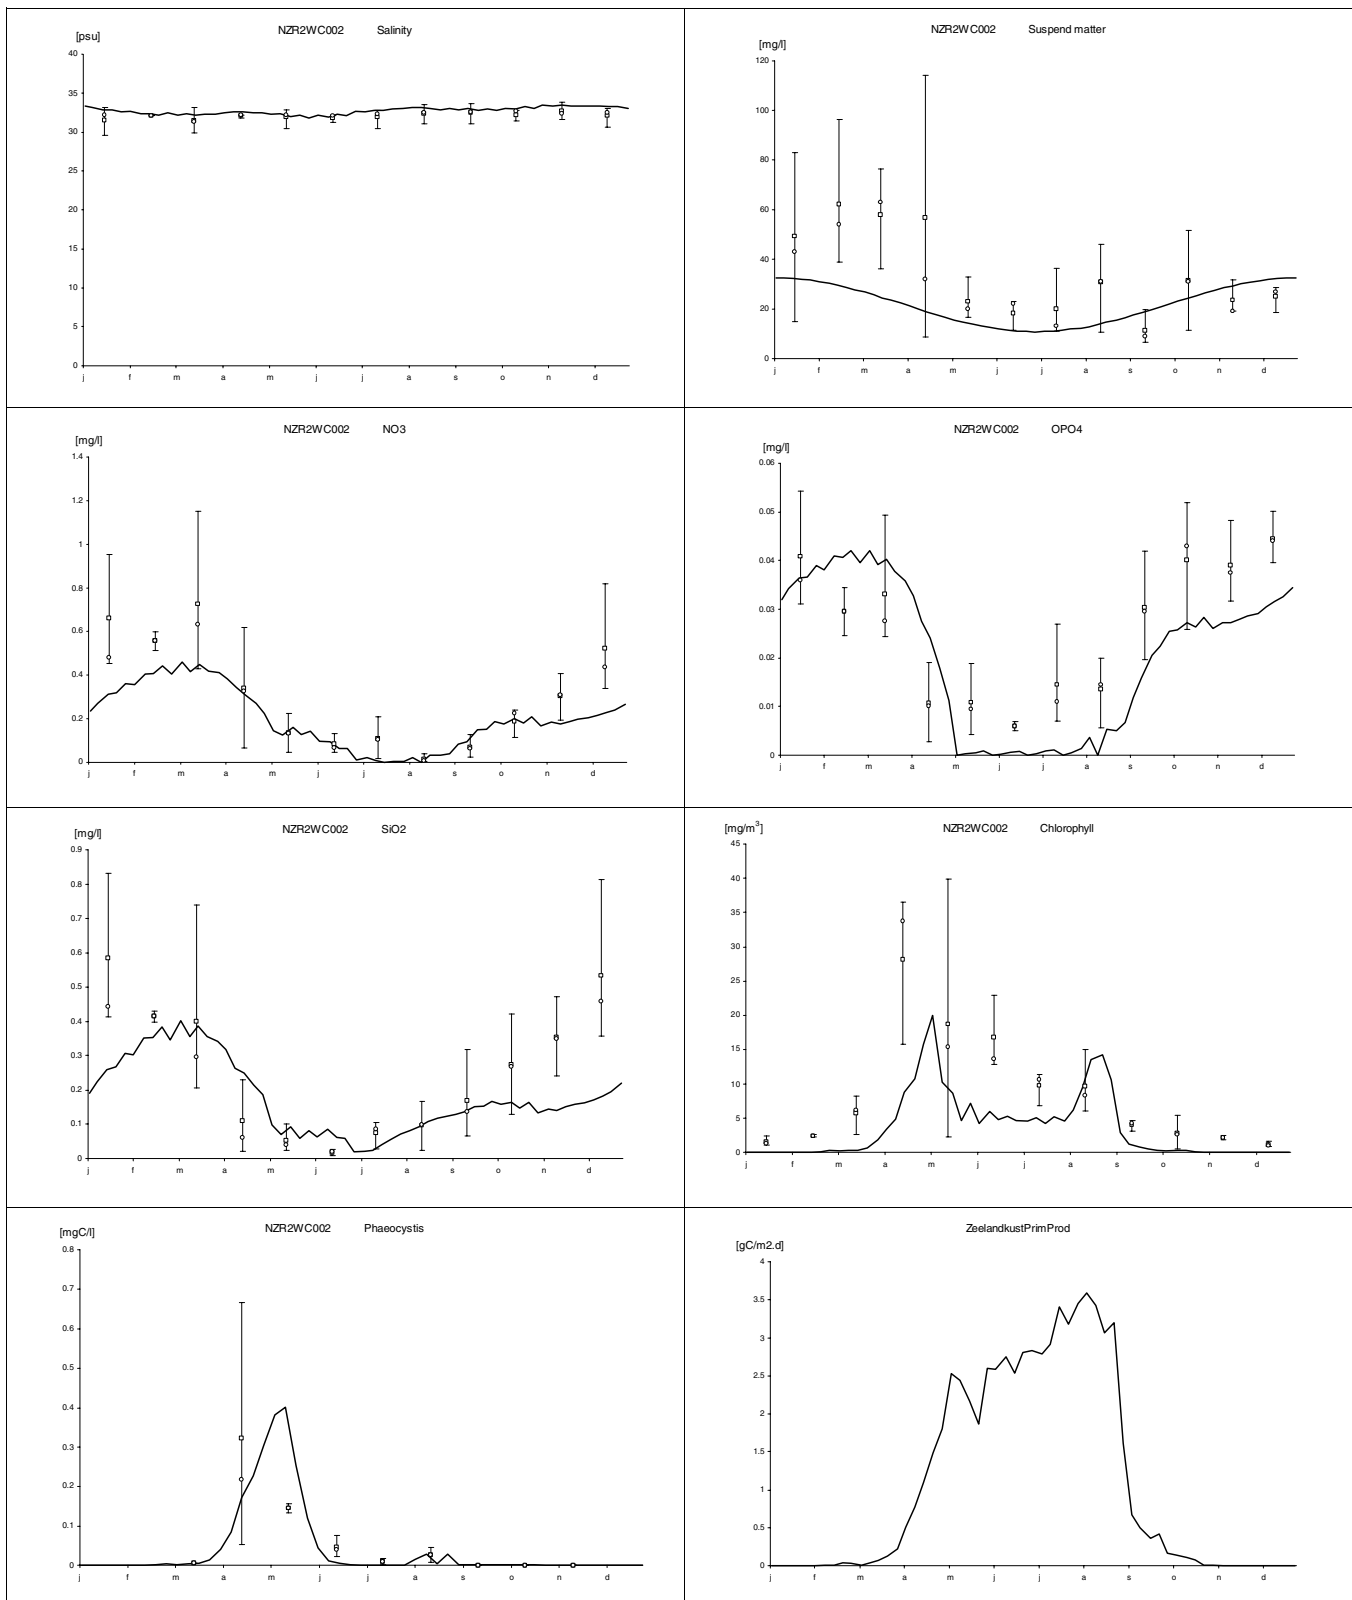 NZR2WC002 Salinity
[psu]
40
35
30
25
20
15
10
5
0
j f m a m j j a s o n d
NZR2WC002 Suspend matter
[mg/l]
120
100
80
60
40
20
0
j f m a m j j a s o n d
NZR2WC002 NO3
[mg/l]
1.4
1.2
1
0.8
0.6
0.4
0.2
0
j f m a m j j a s o n d
NZR2WC002 OPO4
[mg/l]
0.06
0.05
0.04
0.03
0.02
0.01
0
j f m a m j j a s o n d
NZR2WC002 SiO2
[mg/l]
0.9
0.8
0.7
0.6
0.5
0.4
0.3
0.2
0.1
0
j f m a m j j a s o n d
NZR2WC002 Chlorophyll
[mg/m³]
45
40
35
30
25
20
15
10
5
0
j f m a m j j a s o n d
NZR2WC002 Phaeocystis
[mgC/l]
0.8
0.7
0.6
0.5
0.4
0.3
0.2
0.1
0
j f m a m j j a s o n d
ZeelandkustPrimProd
[gC/m2.d]
4
3.5
3
2.5
2
1.5
1
0.5
0
j f m a m j j a s o n d